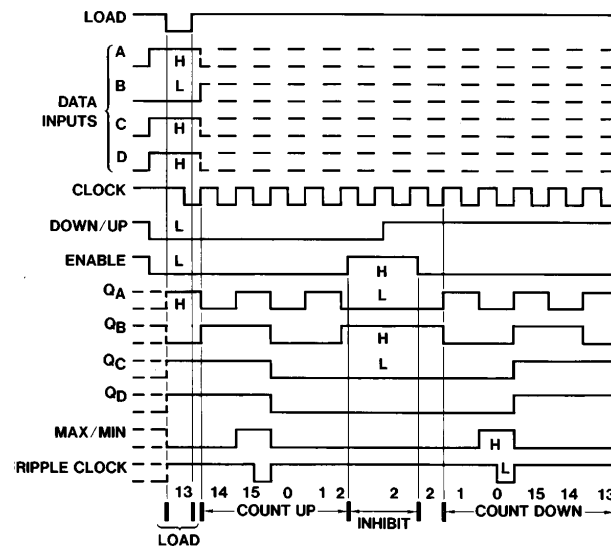 LOAD
A H
B L
DATA INPUTS
C H
D H
CLOCK
DOWN/UP L
ENABLE L H
QA H L
QB H
QC L
QD
MAX/MIN H
RIPPLE CLOCK L
13 14 15 0 1 2 2 2 1 0 15 14 13
COUNT UP INHIBIT COUNT DOWN
LOAD